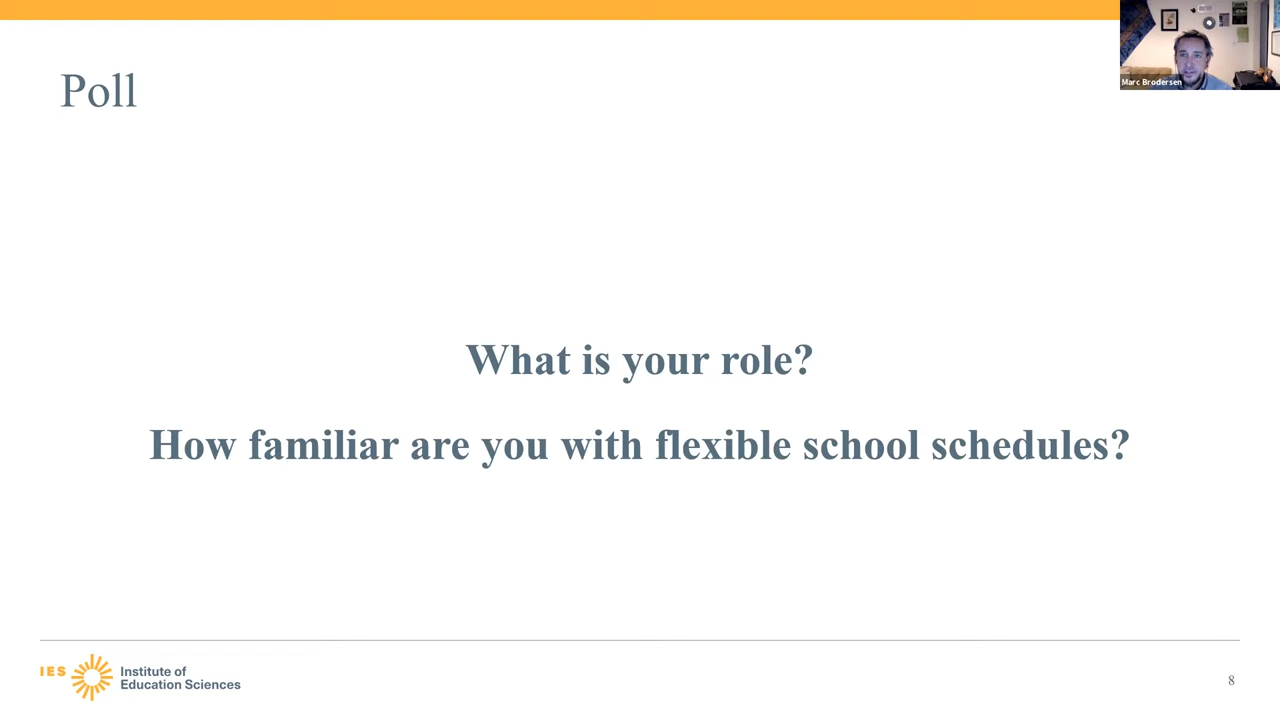 Poll
Marc Brodersen
What is your role?
How familiar are you with flexible school schedules?
IES
Institute of
Education Sciences
8